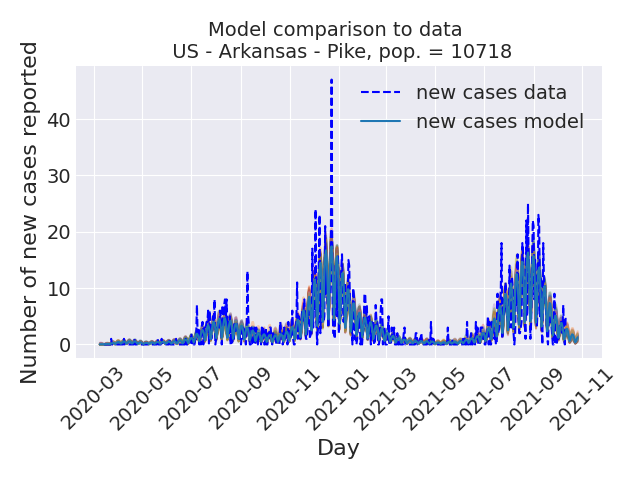 Model comparison to data
US - Arkansas - Pike, pop. = 10718
Number of new cases reported
new cases data
new cases model
40
30
20
10
0
2020-03
2020-05
2020-07
2020-09
2020-11
2021-01
2021-03
2021-05
2021-07
2021-09
2021-11
Day